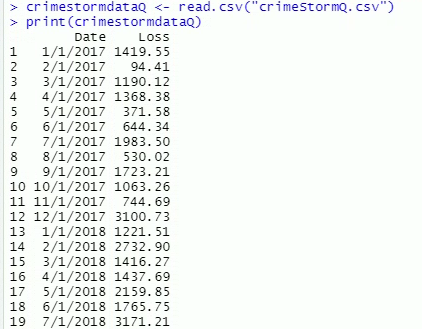 > crimestormdataQ <- read.csv("crimeStormQ.csv")
> print(crimestormdataQ)
Date Loss
1 1/1/2017 1419.55
2 2/1/2017 94.41
3 3/1/2017 1190.12
4 4/1/2017 1368.38
5 5/1/2017 371.58
6 6/1/2017 644.34
7 7/1/2017 1983.50
8 8/1/2017 530.02
9 9/1/2017 1723.21
10 10/1/2017 1063.26
11 11/1/2017 744.69
12 12/1/2017 3100.73
13 1/1/2018 1221.51
14 2/1/2018 2732.90
15 3/1/2018 1416.27
16 4/1/2018 1437.69
17 5/1/2018 2159.85
18 6/1/2018 1765.75
19 7/1/2018 3171.21